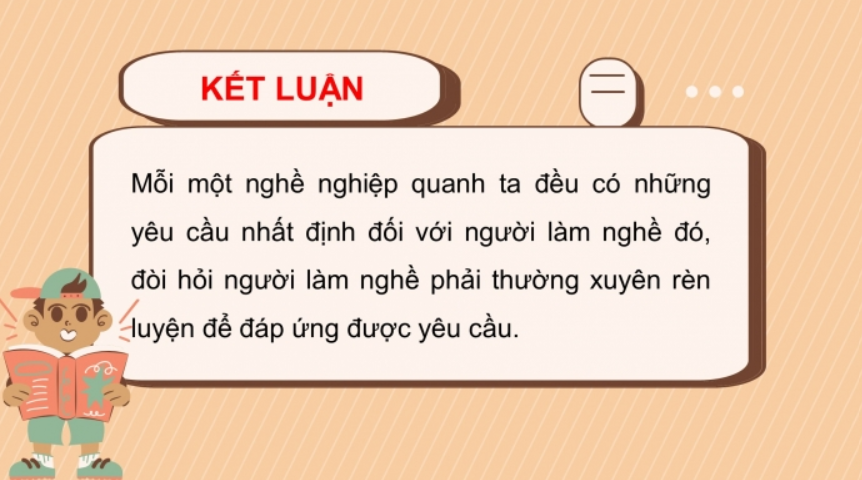 KẾT LUẬN
Mỗi một nghề nghiệp quanh ta đều có những
yêu cầu nhất định đối với người làm nghề đó,
đòi hỏi người làm nghề phải thường xuyên rèn
luyện để đáp ứng được yêu cầu.